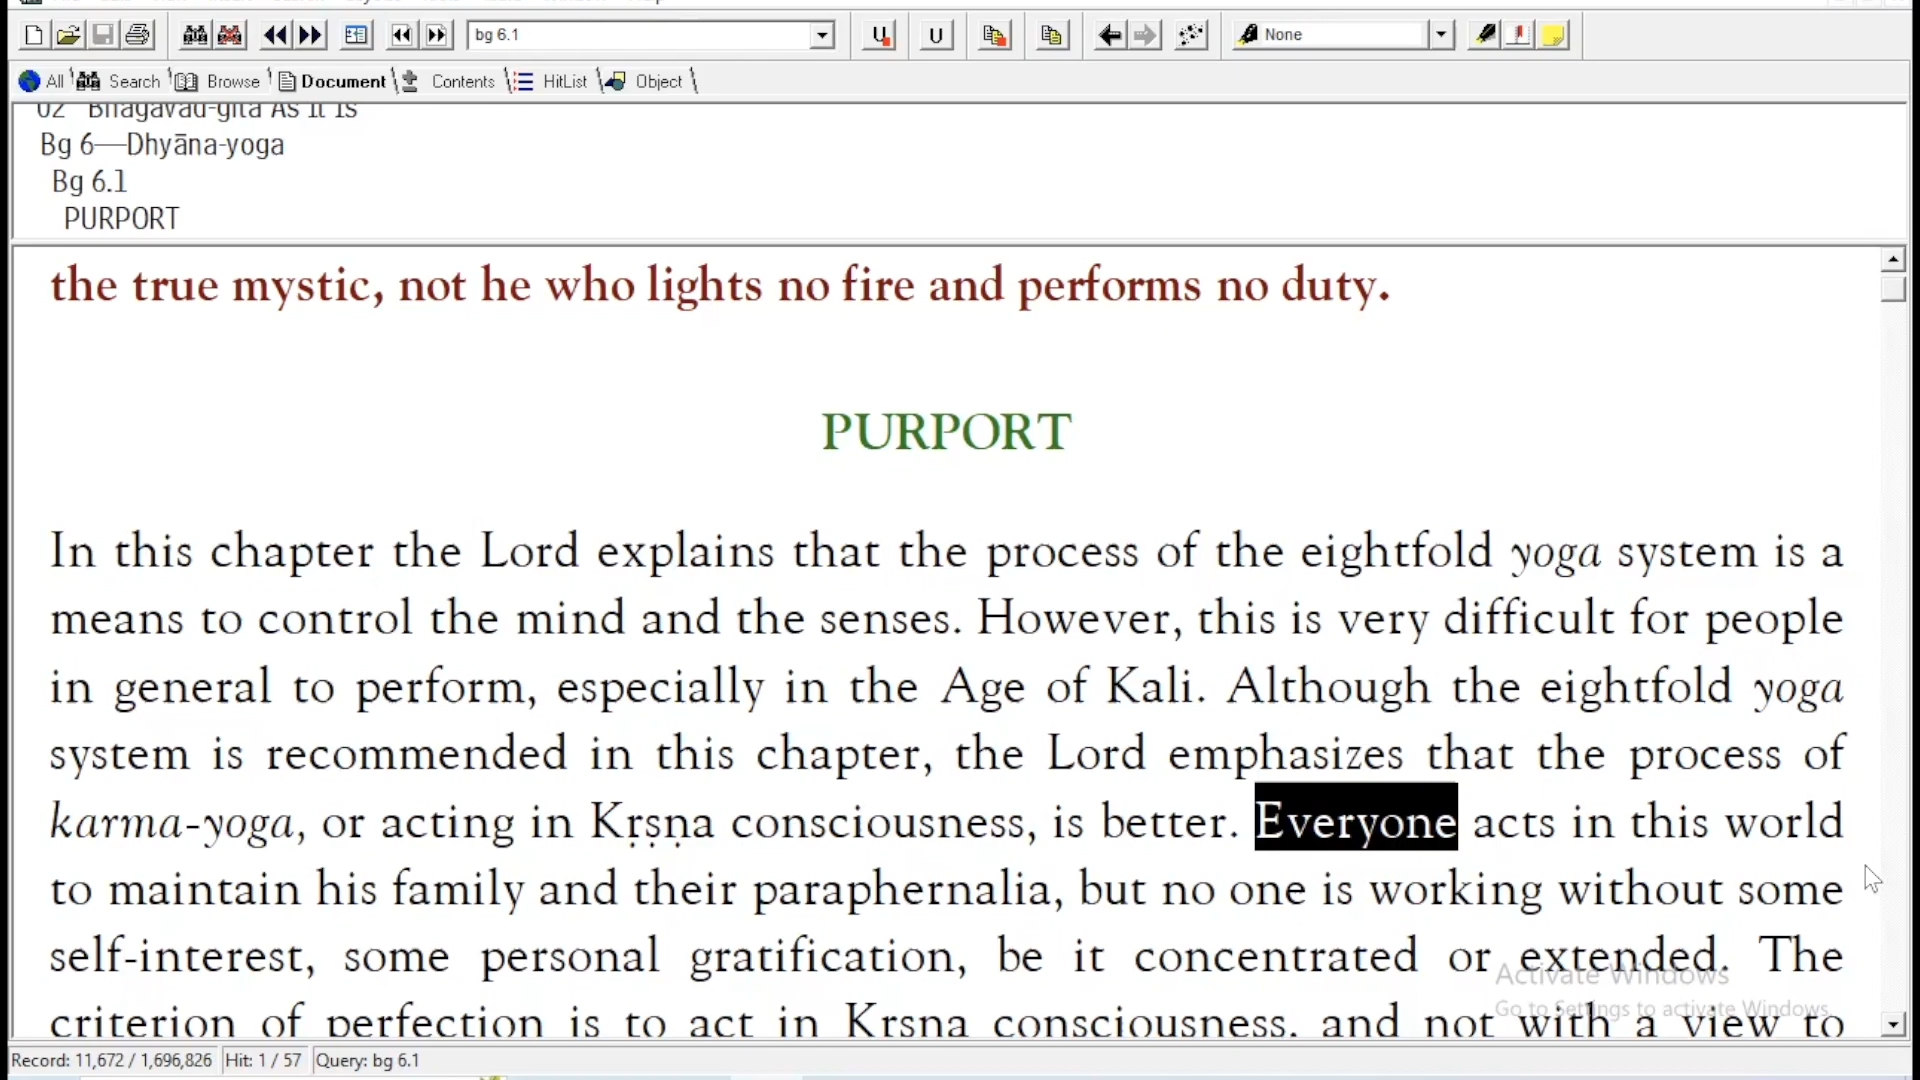 bg 6.1
None
All Search Browse Document Contents HitList Object
02 Bhagavad-gītā As It Is
Bg 6—Dhyāna-yoga
Bg 6.1
PURPORT
the true mystic, not he who lights no fire and performs no duty.
PURPORT
In this chapter the Lord explains that the process of the eightfold yoga system is a
means to control the mind and the senses. However, this is very difficult for people
in general to perform, especially in the Age of Kali. Although the eightfold yoga
system is recommended in this chapter, the Lord emphasizes that the process of
karma-yoga, or acting in Kṛṣṇa consciousness, is better. Everyone acts in this world
to maintain his family and their paraphernalia, but no one is working without some
self-interest, some personal gratification, be it concentrated or extended. The
criterion of perfection is to act in Kṛṣṇa consciousness, and not with a view to
Activate Windows
Go to Settings to activate Windows.
Record: 11,672 / 1,696,826 Hit: 1 / 57 Query: bg 6.1